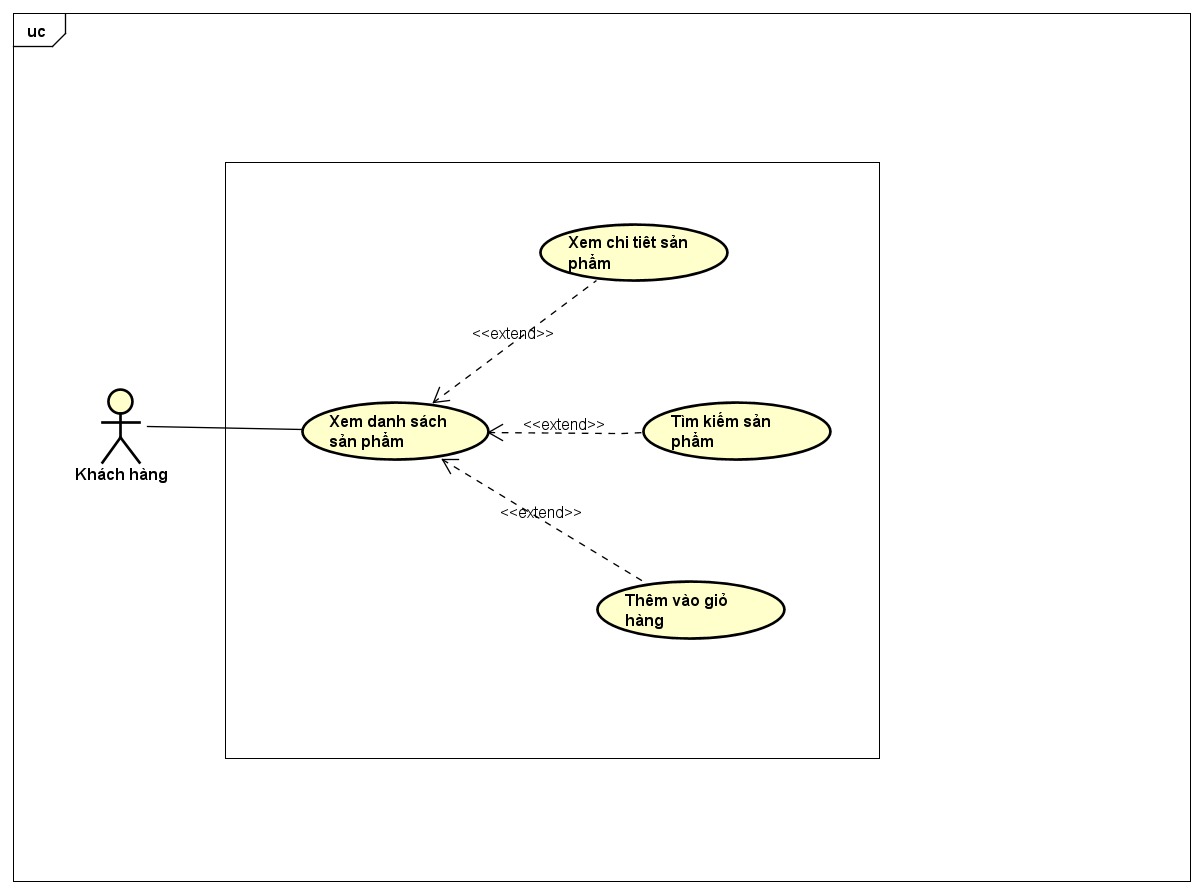 uc
Xem chi tiêt sản
phẩm
<<extend>>
Xem danh sách
sản phẩm
<<extend>>
Tìm kiếm sản
phẩm
Khách hàng
<<extend>>
Thêm vào giỏ
hàng